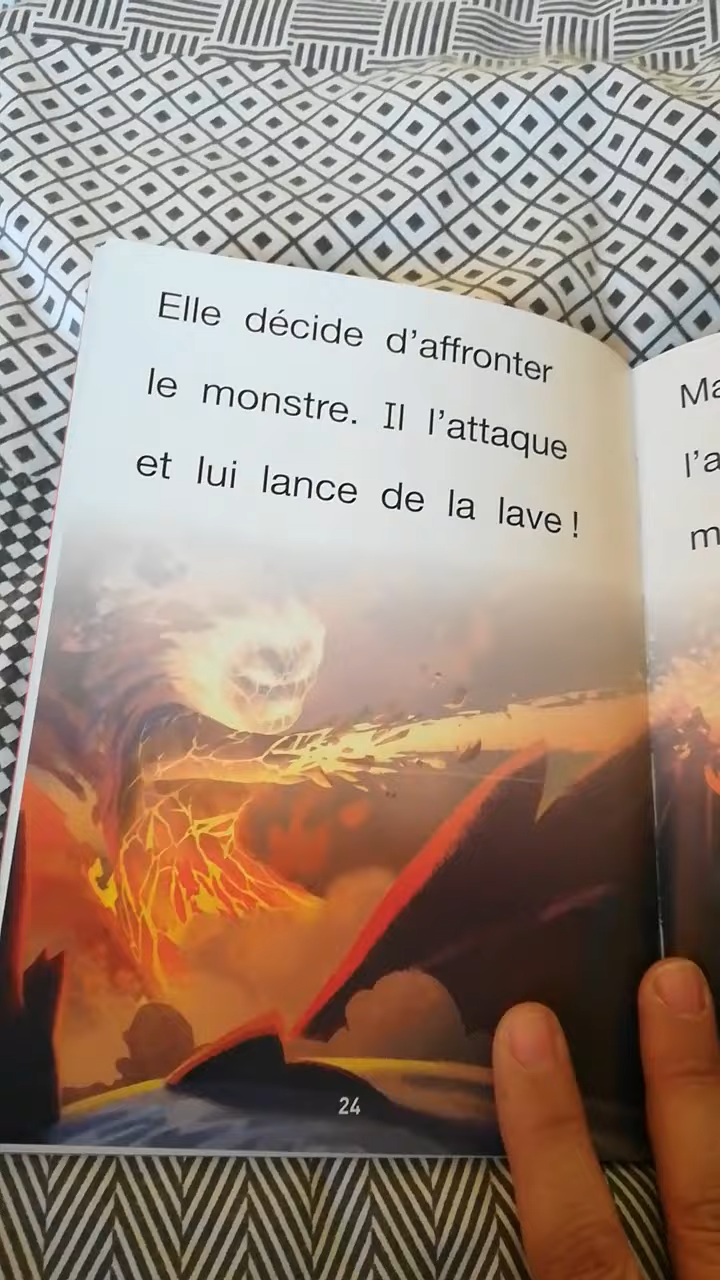 Elle décide d'affronter
le monstre. Il l'attaque
et lui lance de la lave !
24